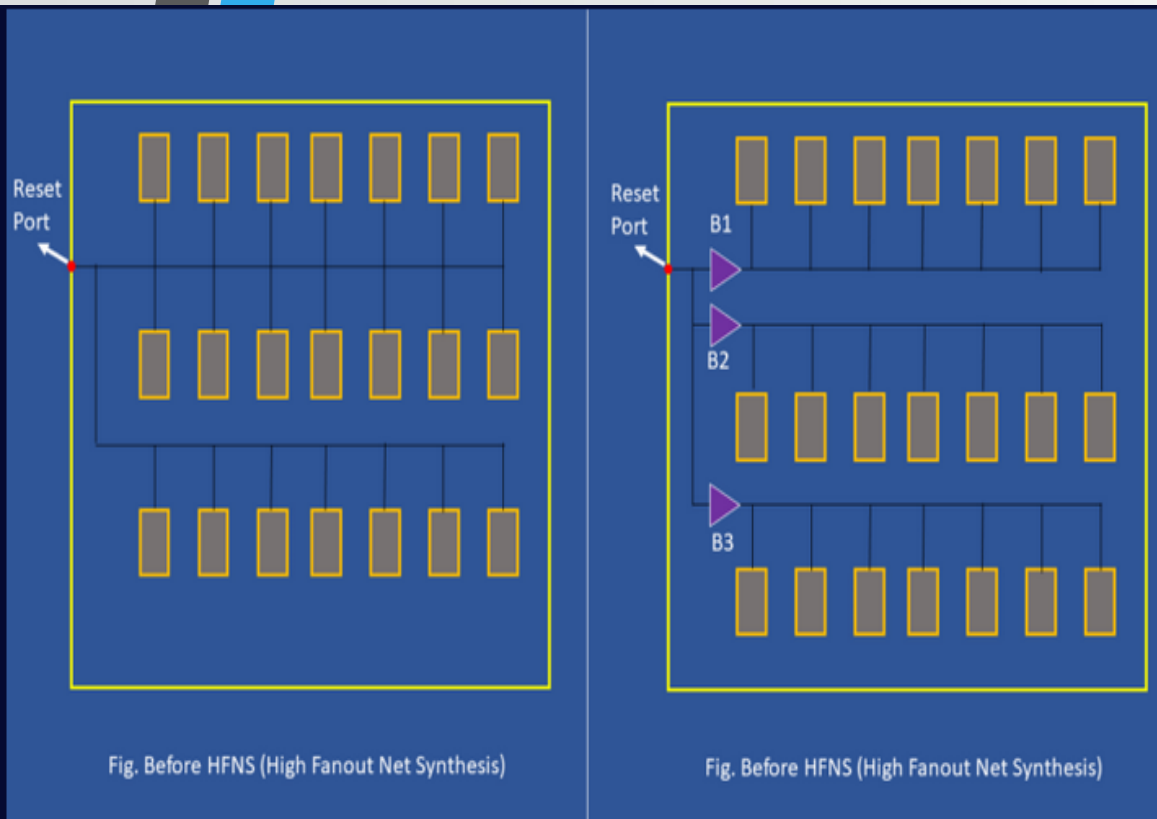 Reset
Port
Fig. Before HFNS (High Fanout Net Synthesis)
Reset
Port
B1
B2
B3
Fig. Before HFNS (High Fanout Net Synthesis)